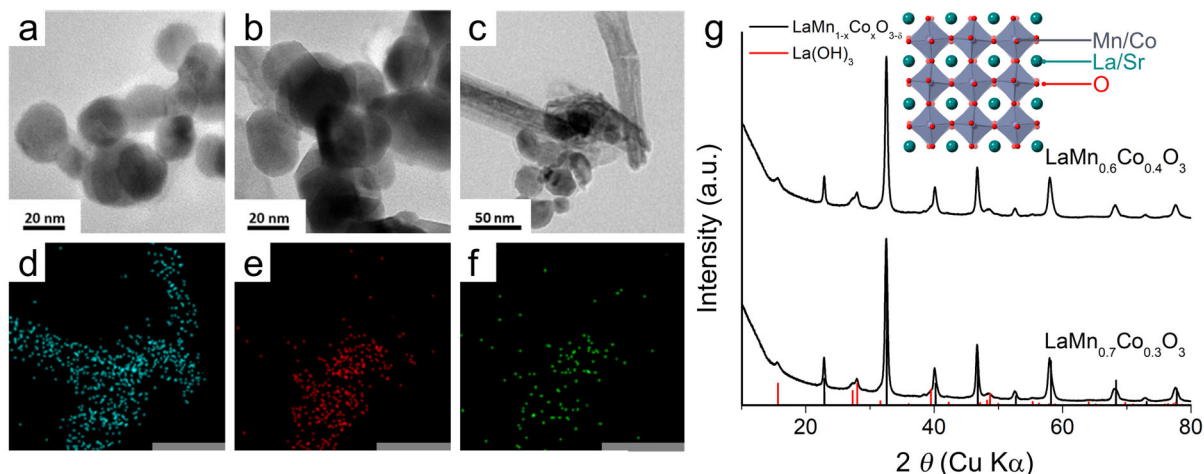 a
20 nm
b
20 nm
c
50 nm
d
e
f
g
LaMn₁₋ₓCoₓO₃₋δ
La(OH)₃
Mn/Co
La/Sr
O
LaMn₀.₆Co₀.₄O₃
LaMn₀.₇Co₀.₃O₃
Intensity (a.u.)
20 40 60 80
2 θ (Cu Kα)